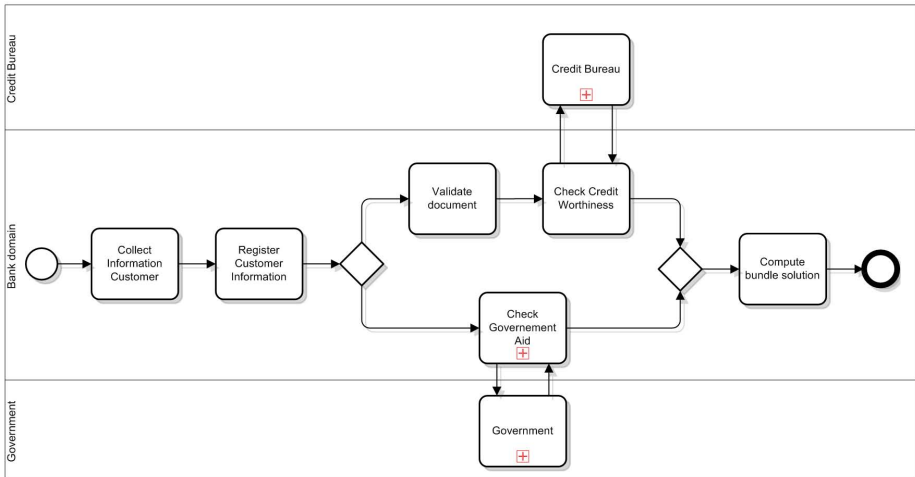 Credit Bureau
Credit Bureau
Bank domain
Collect
Information
Customer
Register
Customer
Information
Validate
document
Check Credit
Worthiness
Check
Governement
Aid
Compute
bundle solution
Government
Government